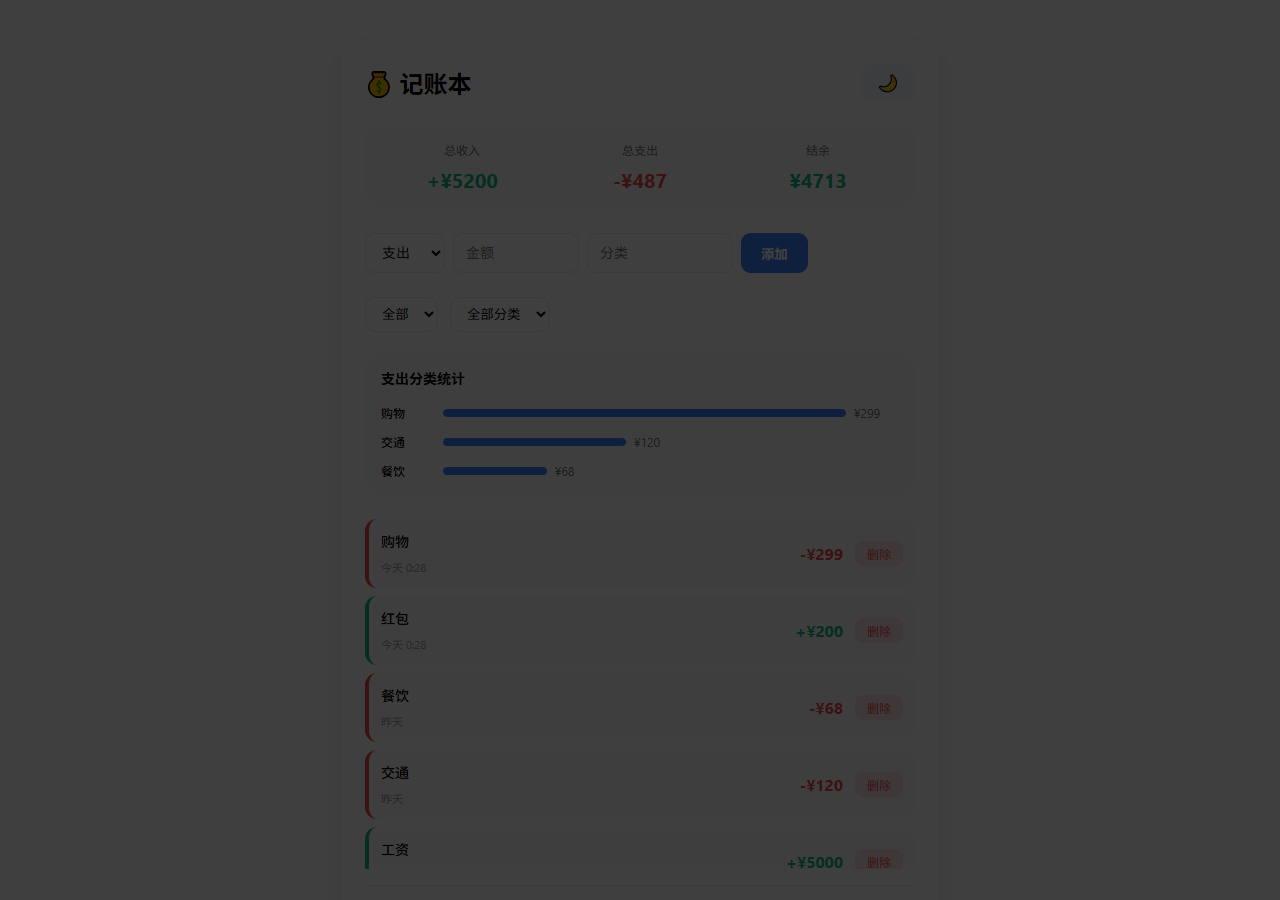 记账本
总收入 总支出 结余
+¥5200 -¥487 ¥4713
支出 金额 分类 添加
全部 全部分类
支出分类统计
购物 ¥299
交通 ¥120
餐饮 ¥68
购物
今天 0:28
-¥299 删除
红包
今天 0:28
+¥200 删除
餐饮
昨天
-¥68 删除
交通
昨天
-¥120 删除
工资
+¥5000 删除